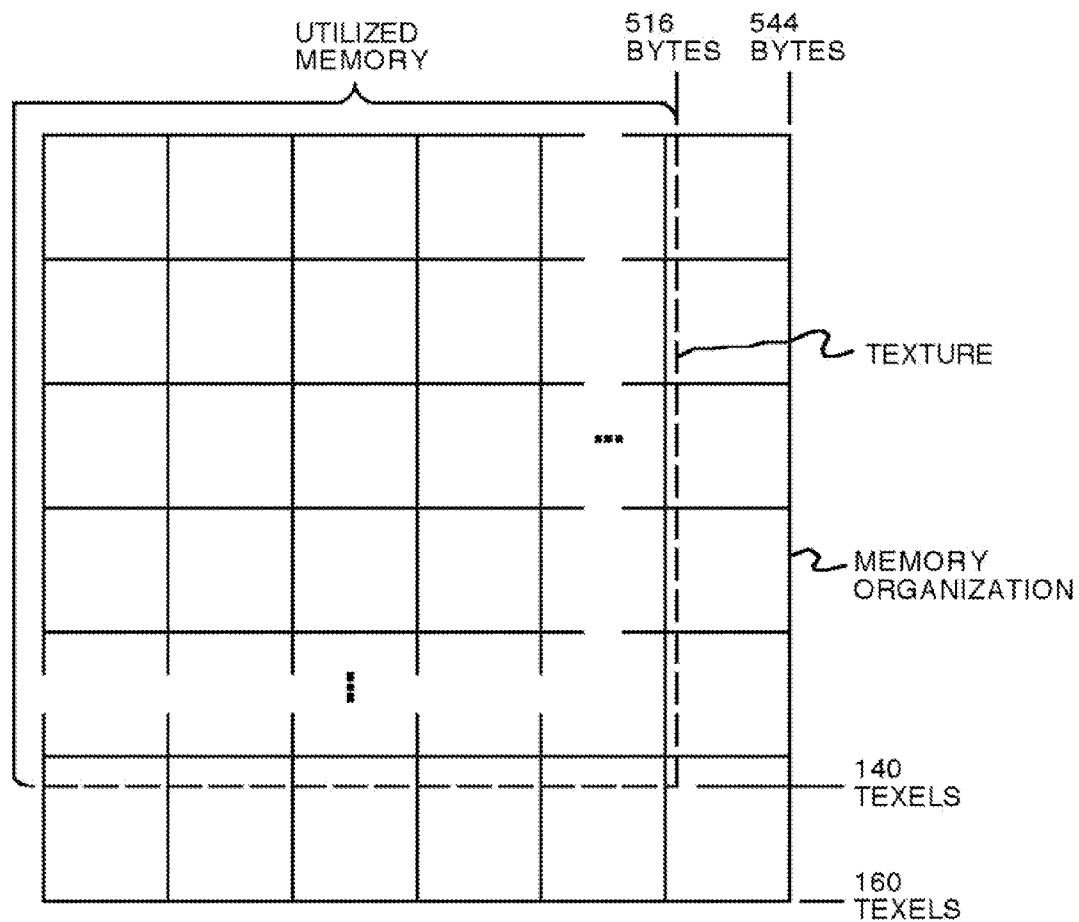 UTILIZED
MEMORY
516
BYTES
544
BYTES
TEXTURE
MEMORY
ORGANIZATION
140
TEXELS
160
TEXELS